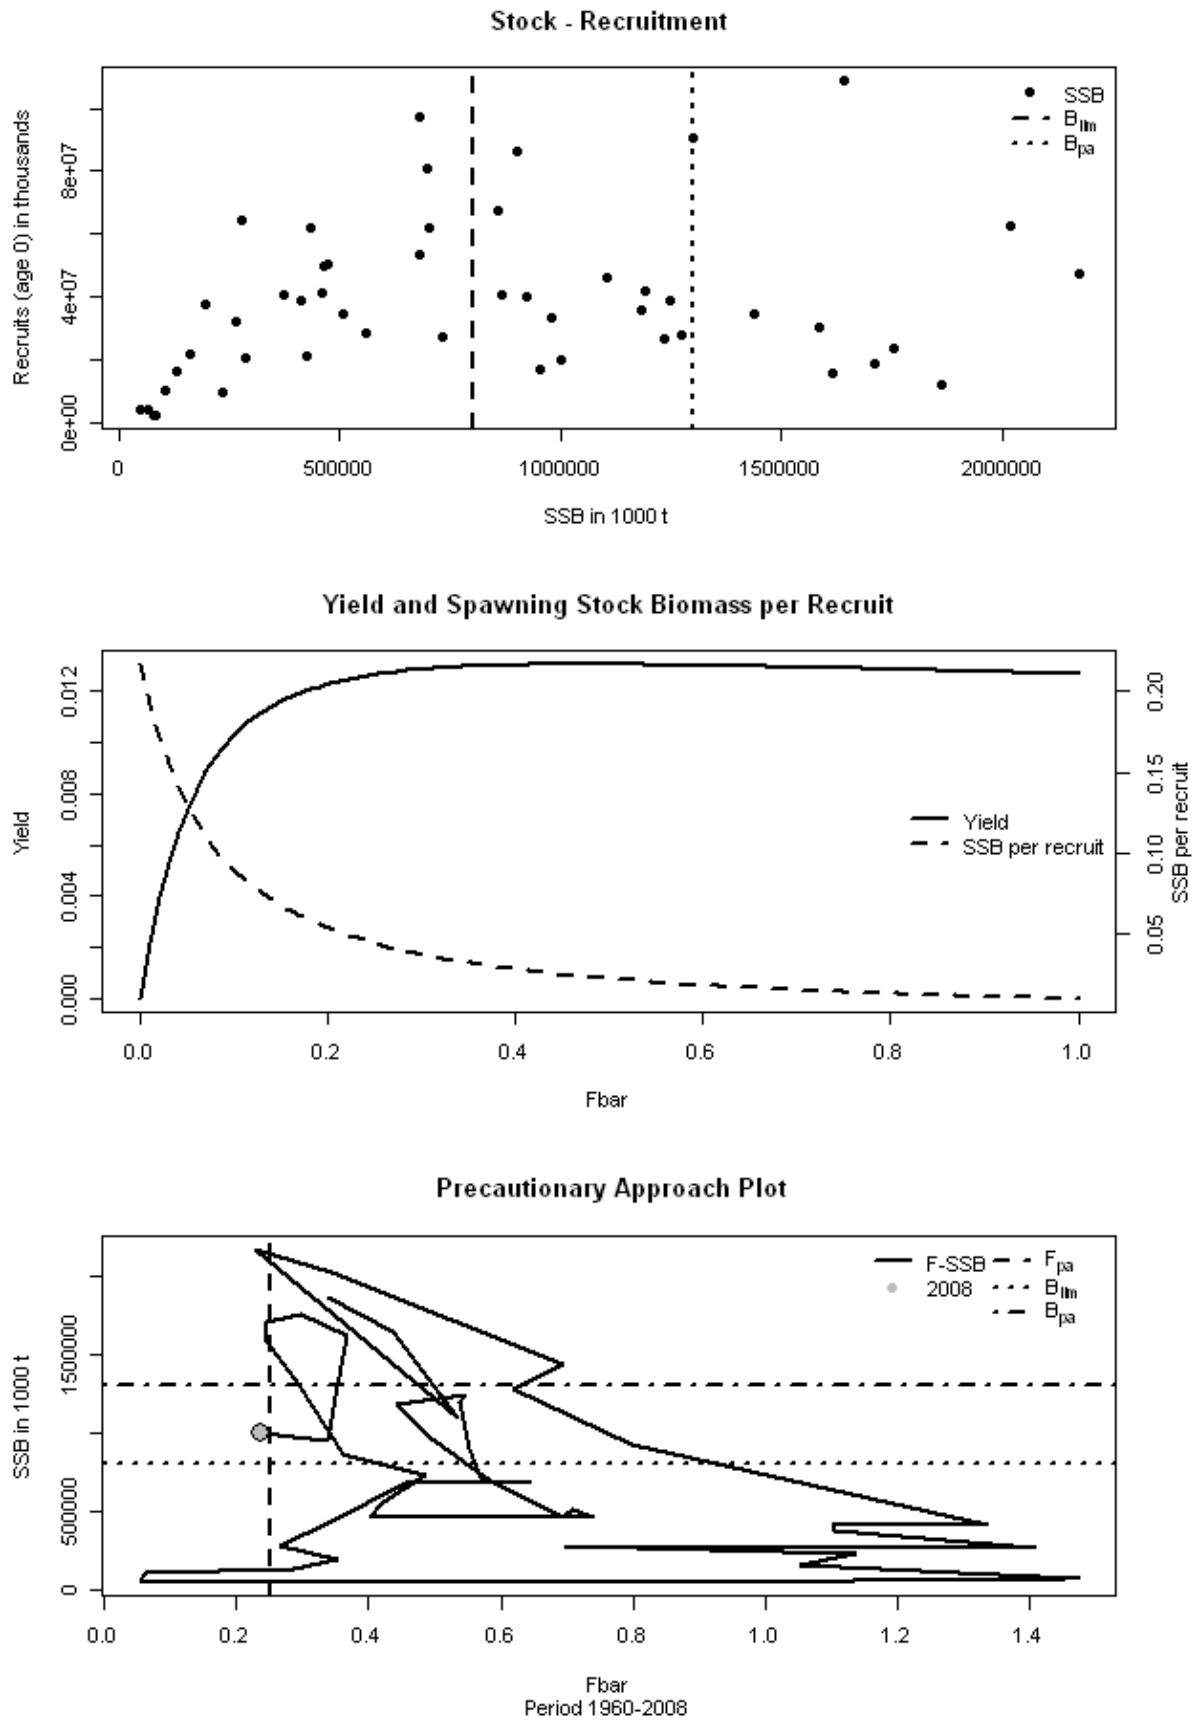 Stock - Recruitment
Recruits (age 0) in thousands
0e+00
4e+07
8e+07
SSB
Blim
Bpa
0
500000
1000000
1500000
2000000
SSB in 1000 t
Yield and Spawning Stock Biomass per Recruit
Yield
0.000
0.004
0.008
0.012
Yield
SSB per recruit
0.05
0.10
0.15
0.20
SSB per recruit
0.0
0.2
0.4
0.6
0.8
1.0
Fbar
Precautionary Approach Plot
SSB in 1000 t
0
500000
1500000
F-SSB
2008
Fpa
Blim
Bpa
0.0
0.2
0.4
0.6
0.8
1.0
1.2
1.4
Fbar
Period 1960-2008